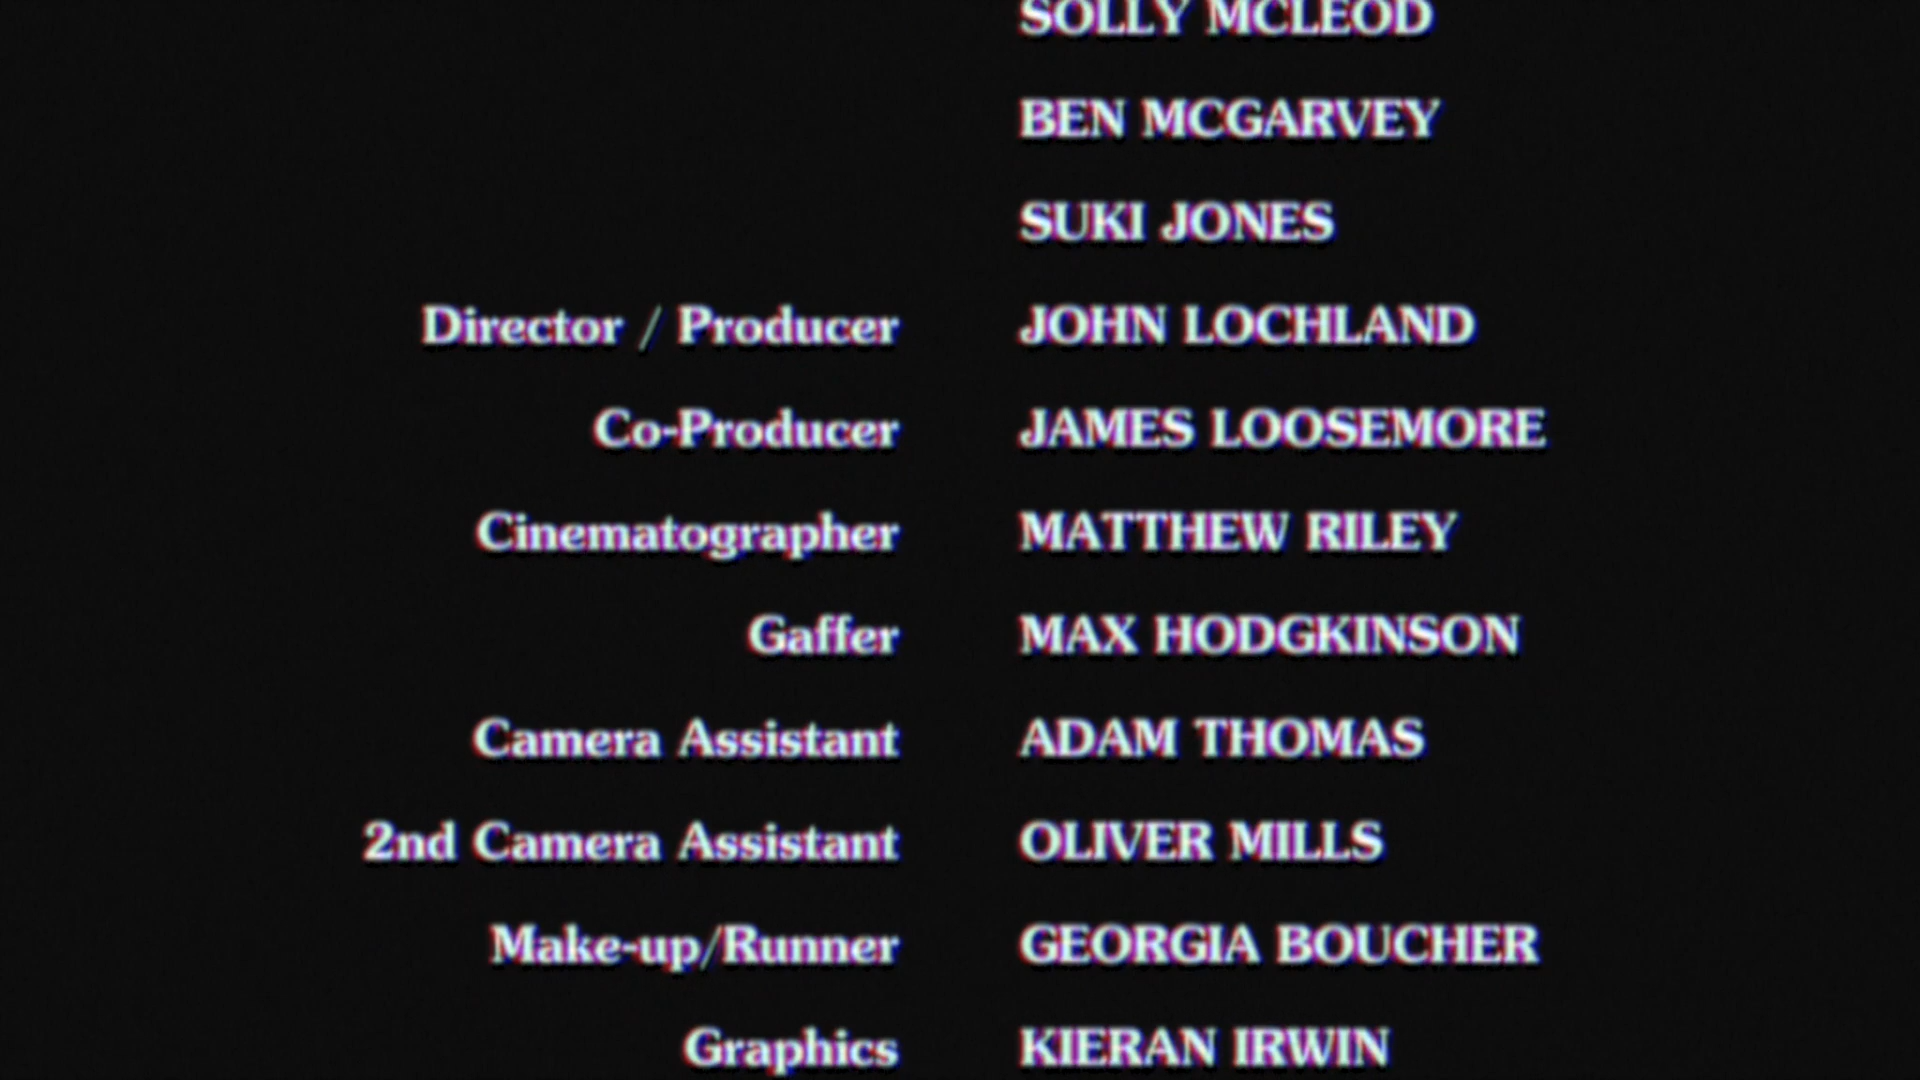 SOLLY MCLEOD
BEN MCGARVEY
SUKI JONES
Director / Producer JOHN LOCHLAND
Co-Producer JAMES LOOSEMORE
Cinematographer MATTHEW RILEY
Gaffer MAX HODGKINSON
Camera Assistant ADAM THOMAS
2nd Camera Assistant OLIVER MILLS
Make-up/Runner GEORGIA BOUCHER
Graphics KIERAN IRWIN